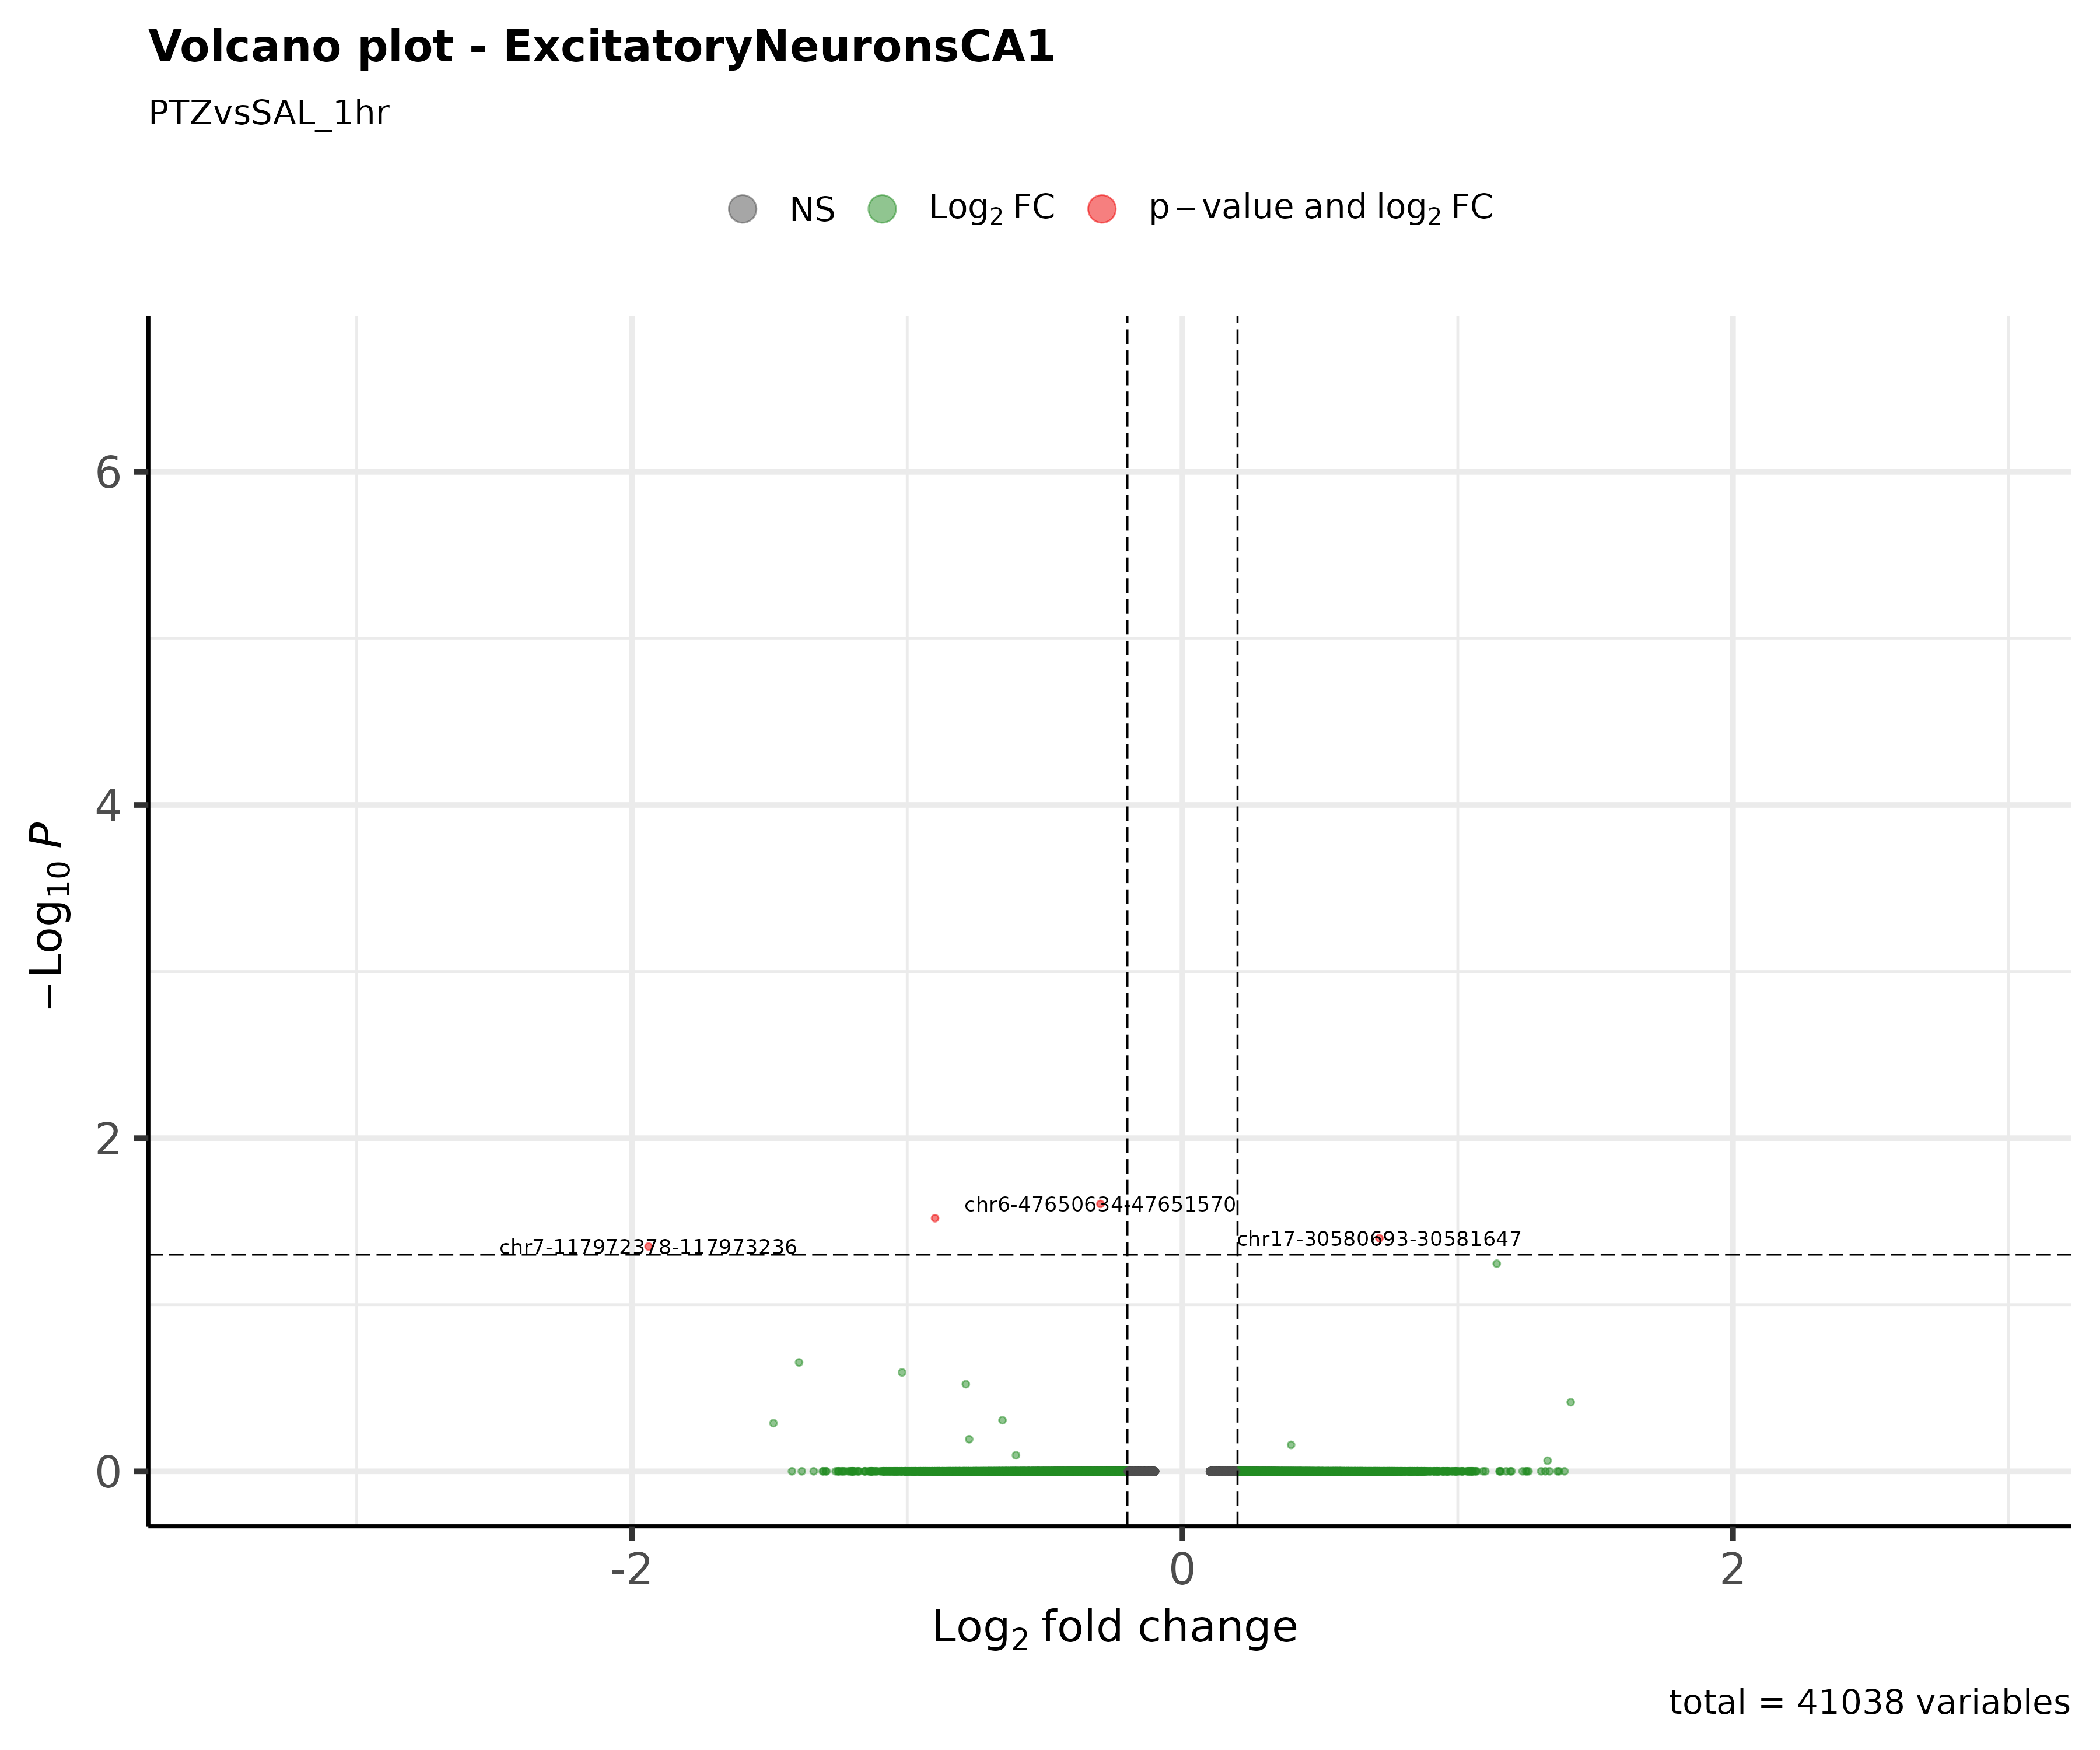 Volcano plot - ExcitatoryNeuronsCA1
PTZvsSAL_1hr
NS Log2 FC p−value and log2 FC
−Log10 P
6
4
2
0
chr6-47650634-47651570
chr17-30580693-30581647
chr7-117972378-117973236
-2 0 2
Log2 fold change
total = 41038 variables